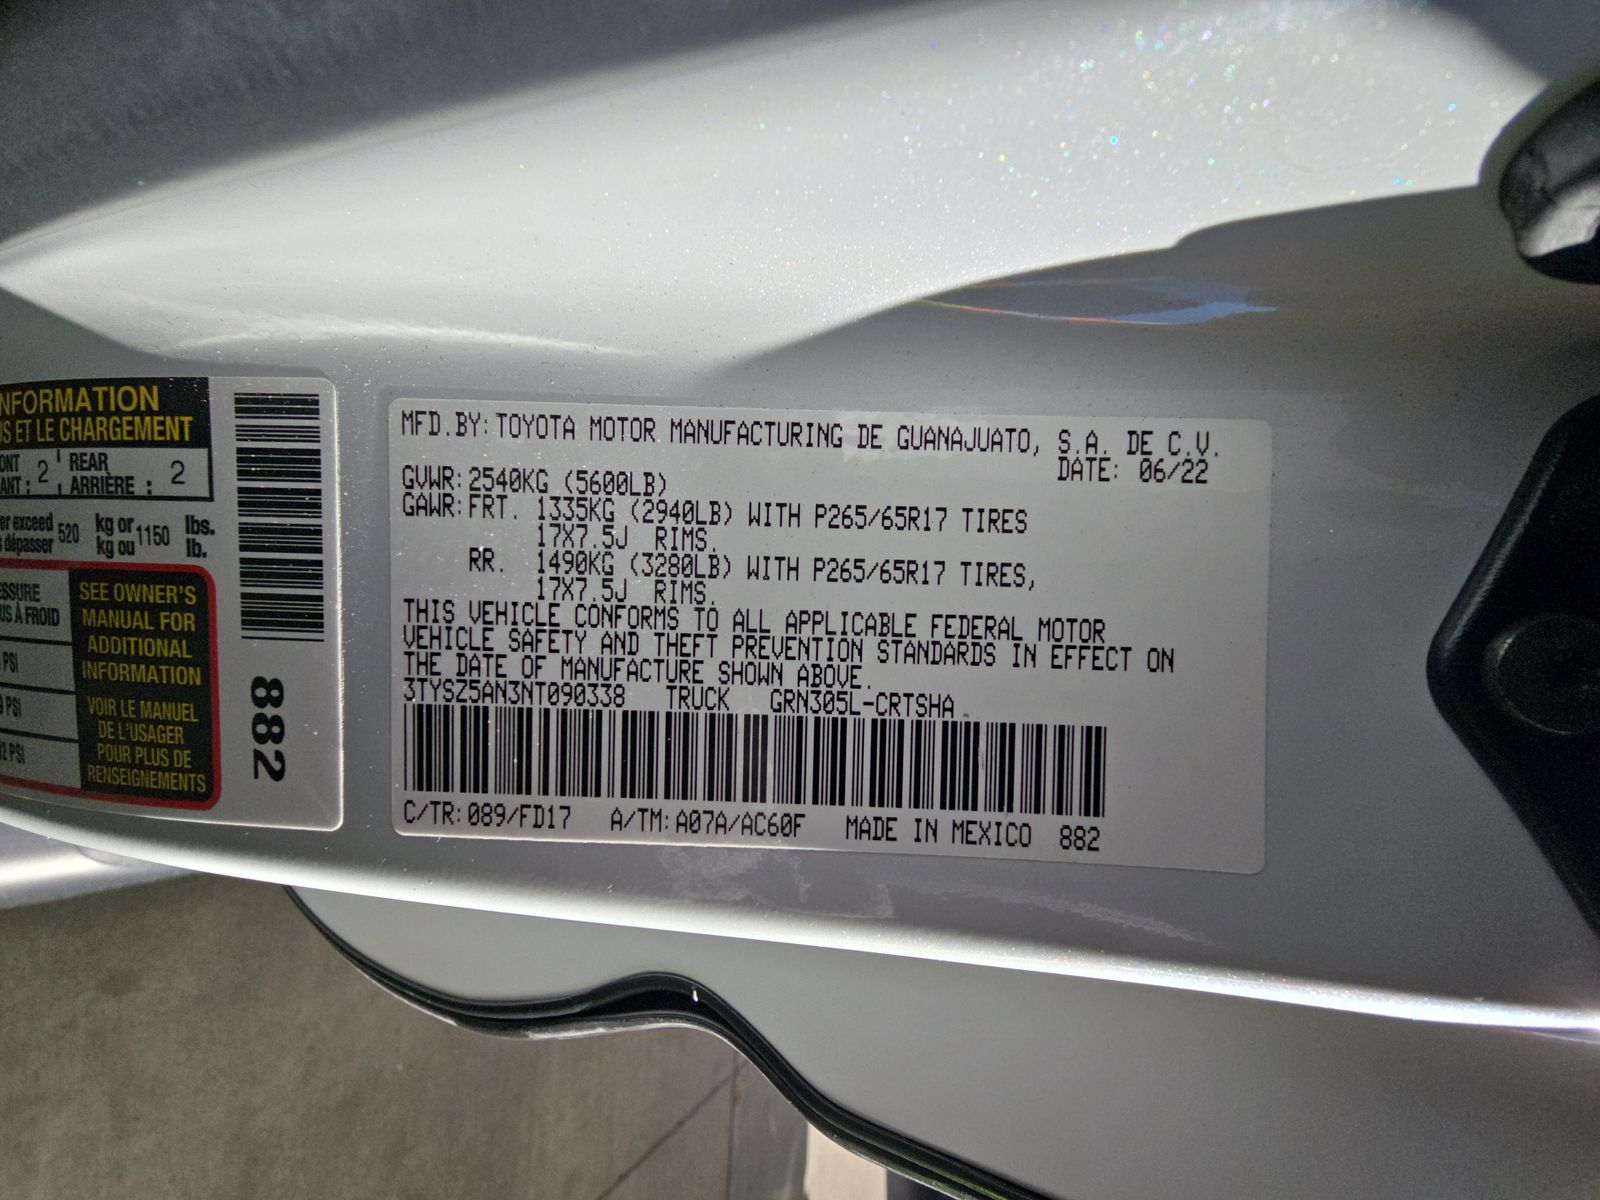 NFORMATION
US ET LE CHARGEMENT
ONT 2 REAR 2
ANT : ARRIÈRE :
er exceed 520 kg or 1150 lbs.
dépasser kg ou lb.
ESSURE
US À FROID
PSI
PSI
PSI
SEE OWNER'S
MANUAL FOR
ADDITIONAL
INFORMATION
VOIR LE MANUEL
DE L'USAGER
POUR PLUS DE
RENSEIGNEMENTS
882
MFD.BY: TOYOTA MOTOR MANUFACTURING DE GUANAJUATO, S.A. DE C.V.
DATE: 06/22
GVWR: 2540KG (5600LB)
GAWR: FRT. 1335KG (2940LB) WITH P265/65R17 TIRES
17X7.5J RIMS,
RR. 1490KG (3280LB) WITH P265/65R17 TIRES,
17X7.5J RIMS,
THIS VEHICLE CONFORMS TO ALL APPLICABLE FEDERAL MOTOR
VEHICLE SAFETY AND THEFT PREVENTION STANDARDS IN EFFECT ON
THE DATE OF MANUFACTURE SHOWN ABOVE.
3TYSZ5AN3NT090338 TRUCK GRN305L-CRTSHA
C/TR: 089/FD17 A/TM: A07A/AC60F MADE IN MEXICO 882